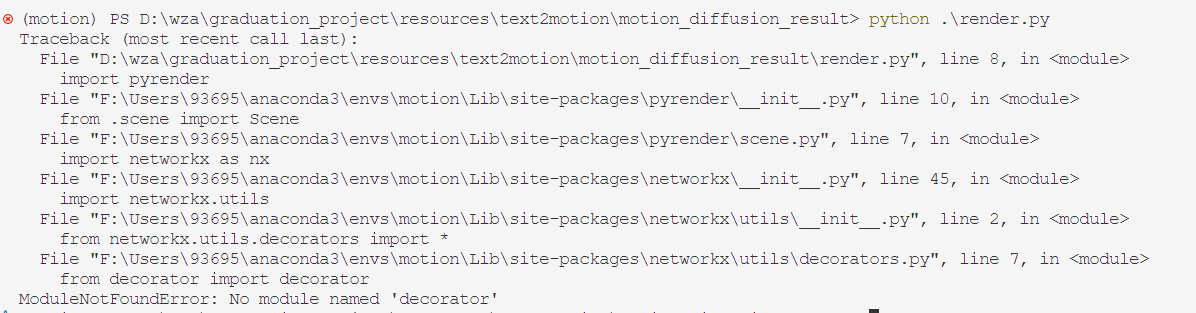 (motion) PS D:\wza\graduation_project\resources\text2motion\motion_diffusion_result> python .\render.py
Traceback (most recent call last):
  File "D:\wza\graduation_project\resources\text2motion\motion_diffusion_result\render.py", line 8, in <module>
    import pyrender
  File "F:\Users\93695\anaconda3\envs\motion\Lib\site-packages\pyrender\__init__.py", line 10, in <module>
    from .scene import Scene
  File "F:\Users\93695\anaconda3\envs\motion\Lib\site-packages\pyrender\scene.py", line 7, in <module>
    import networkx as nx
  File "F:\Users\93695\anaconda3\envs\motion\Lib\site-packages\networkx\__init__.py", line 45, in <module>
    import networkx.utils
  File "F:\Users\93695\anaconda3\envs\motion\Lib\site-packages\networkx\utils\__init__.py", line 2, in <module>
    from networkx.utils.decorators import *
  File "F:\Users\93695\anaconda3\envs\motion\Lib\site-packages\networkx\utils\decorators.py", line 7, in <module>
    from decorator import decorator
ModuleNotFoundError: No module named 'decorator'